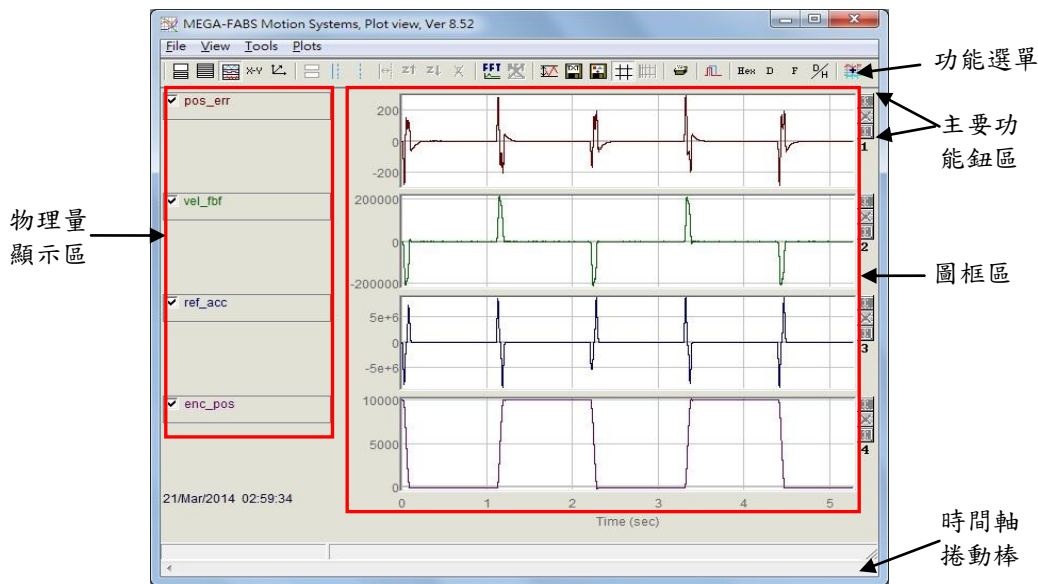 MEGA-FABS Motion Systems, Plot view, Ver 8.52
File View Tools Plots
X-Y FFT TXT Hex D F D/H
功能選單
主要功
能鈕區
物理量
顯示區
圖框區
時間軸
捲動棒
pos_err
200
0
-200
1
vel_fbf
200000
0
-200000
2
ref_acc
5e+6
0
-5e+6
3
enc_pos
10000
5000
0
4
0 1 2 3 4 5
Time (sec)
21/Mar/2014 02:59:34